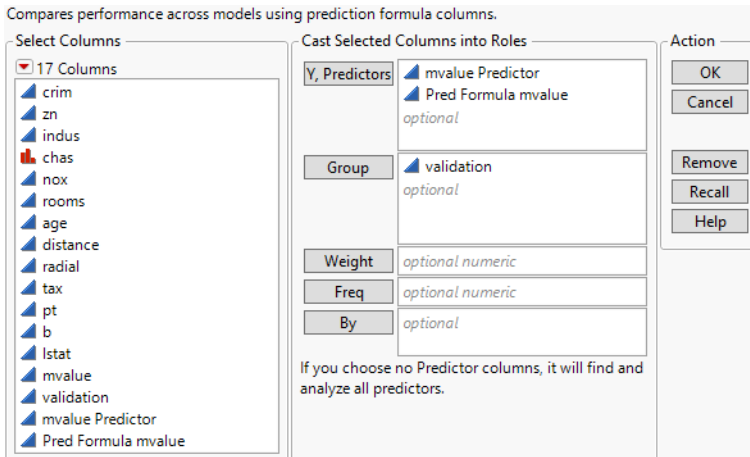 Compares performance across models using prediction formula columns.
Select Columns
17 Columns
crim
zn
indus
chas
nox
rooms
age
distance
radial
tax
pt
b
lstat
mvalue
validation
mvalue Predictor
Pred Formula mvalue
Cast Selected Columns into Roles
Y, Predictors
mvalue Predictor
Pred Formula mvalue
optional
Group
validation
optional
Weight
optional numeric
Freq
optional numeric
By
optional
If you choose no Predictor columns, it will find and
analyze all predictors.
Action
OK
Cancel
Remove
Recall
Help